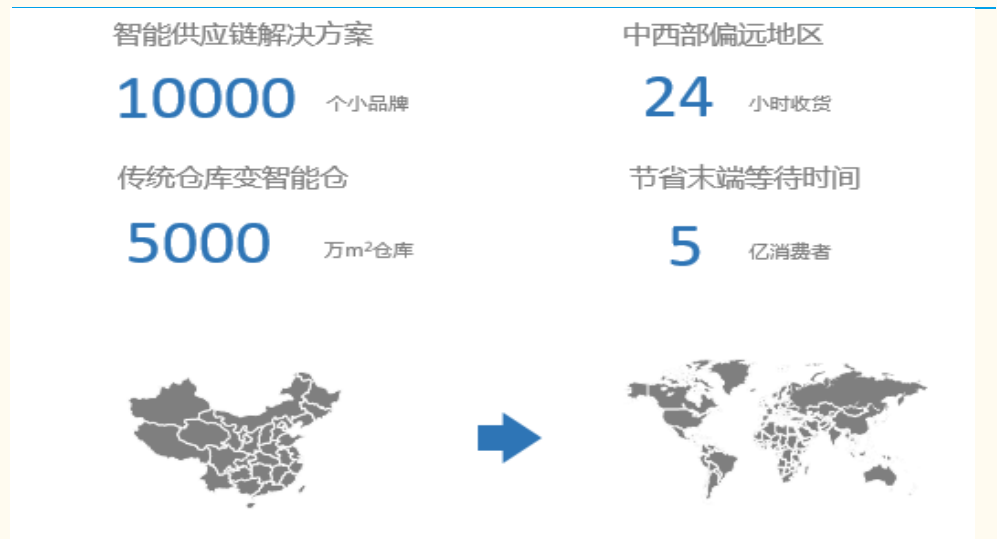 智能供应链解决方案
10000 个小品牌
中西部偏远地区
24 小时收货
传统仓库变智能仓
5000 万m²仓库
节省末端等待时间
5 亿消费者